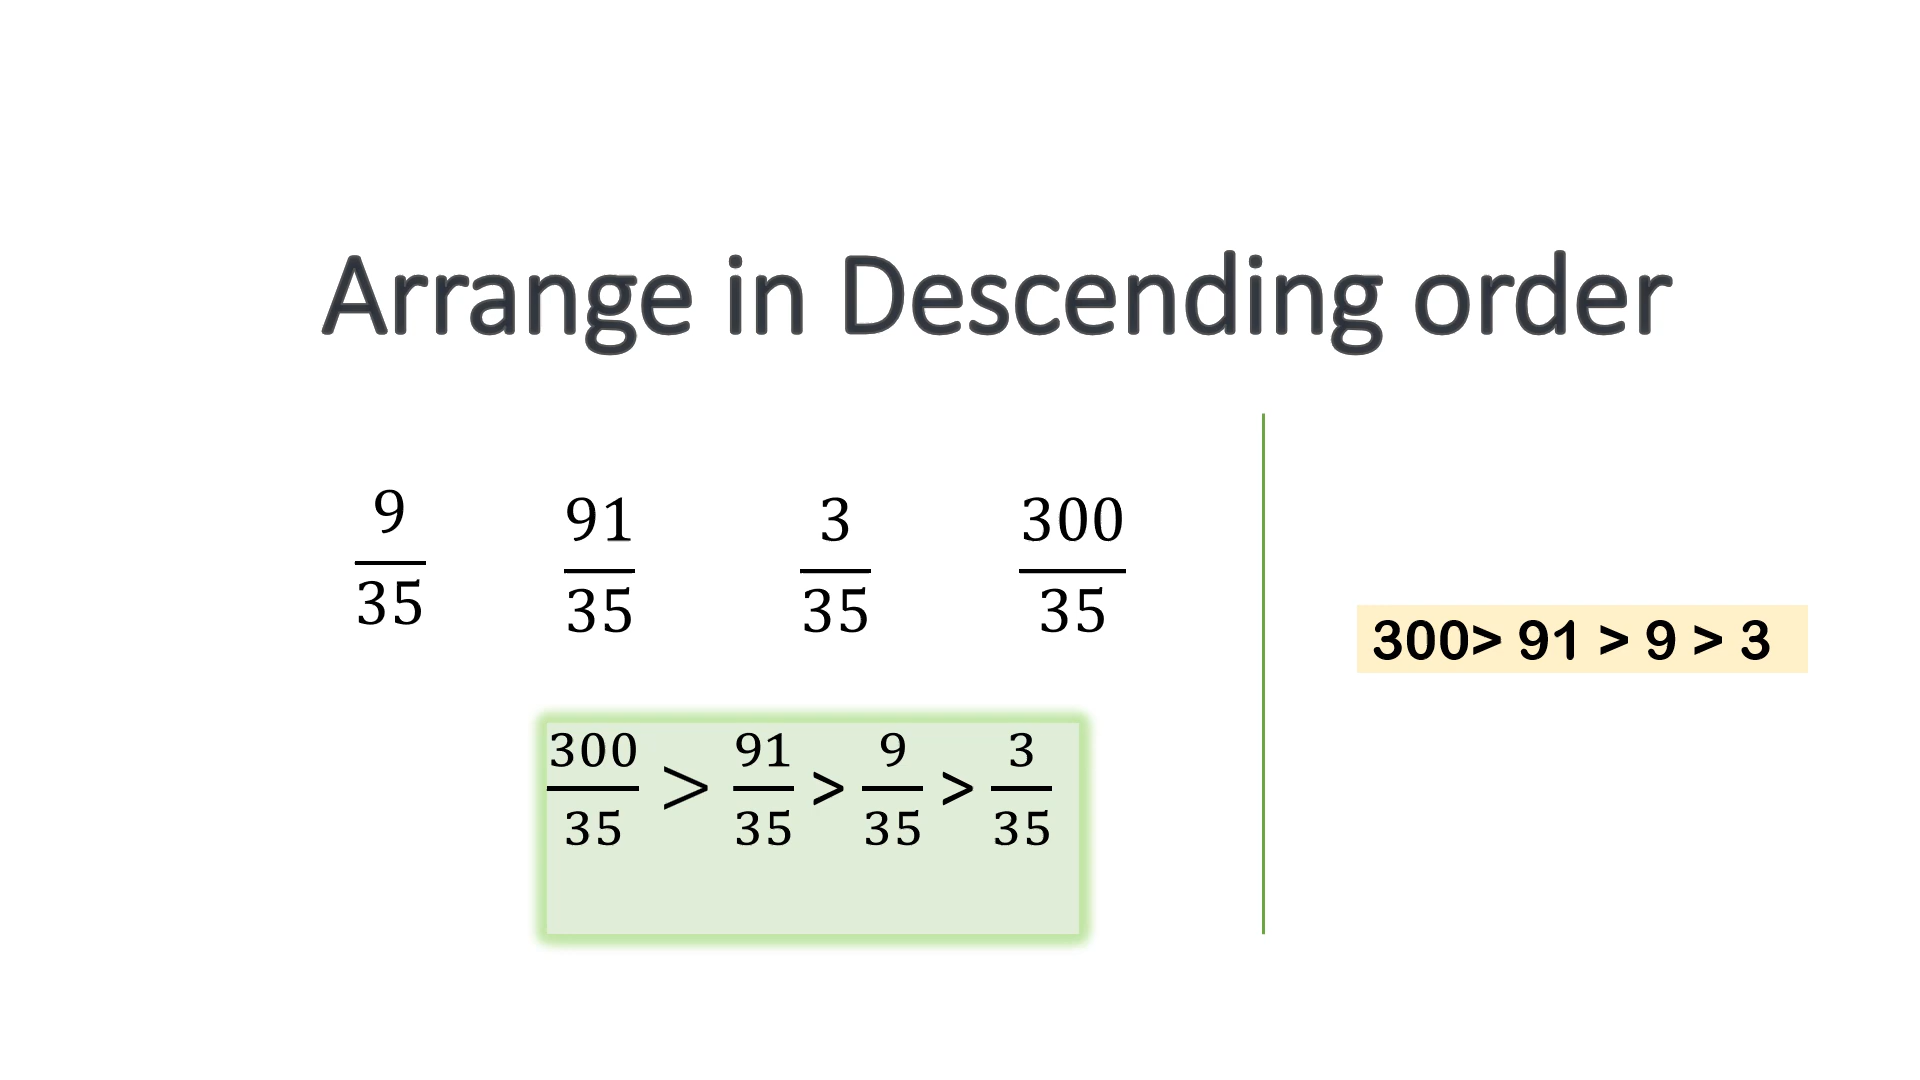 Arrange in Descending order
9/35 91/35 3/35 300/35
300> 91 > 9 > 3
300/35 > 91/35 > 9/35 > 3/35